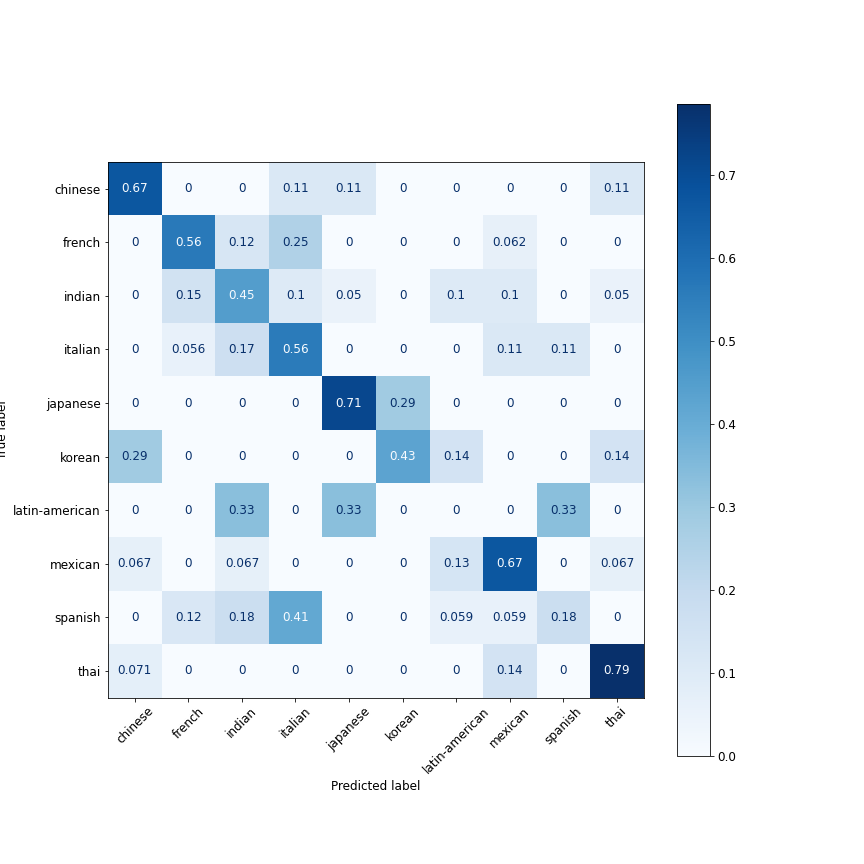 chinese 0.67 0 0 0.11 0.11 0 0 0 0 0.11
french 0 0.56 0.12 0.25 0 0 0 0.062 0 0
indian 0 0.15 0.45 0.1 0.05 0 0.1 0.1 0 0.05
italian 0 0.056 0.17 0.56 0 0 0 0.11 0.11 0
japanese 0 0 0 0 0.71 0.29 0 0 0 0
korean 0.29 0 0 0 0 0.43 0.14 0 0 0.14
latin-american 0 0 0.33 0 0.33 0 0 0 0.33 0
mexican 0.067 0 0.067 0 0 0 0.13 0.67 0 0.067
spanish 0 0.12 0.18 0.41 0 0 0.059 0.059 0.18 0
thai 0.071 0 0 0 0 0 0 0.14 0 0.79
chinese french indian italian japanese korean latin-american mexican spanish thai
Predicted label
0.7
0.6
0.5
0.4
0.3
0.2
0.1
0.0